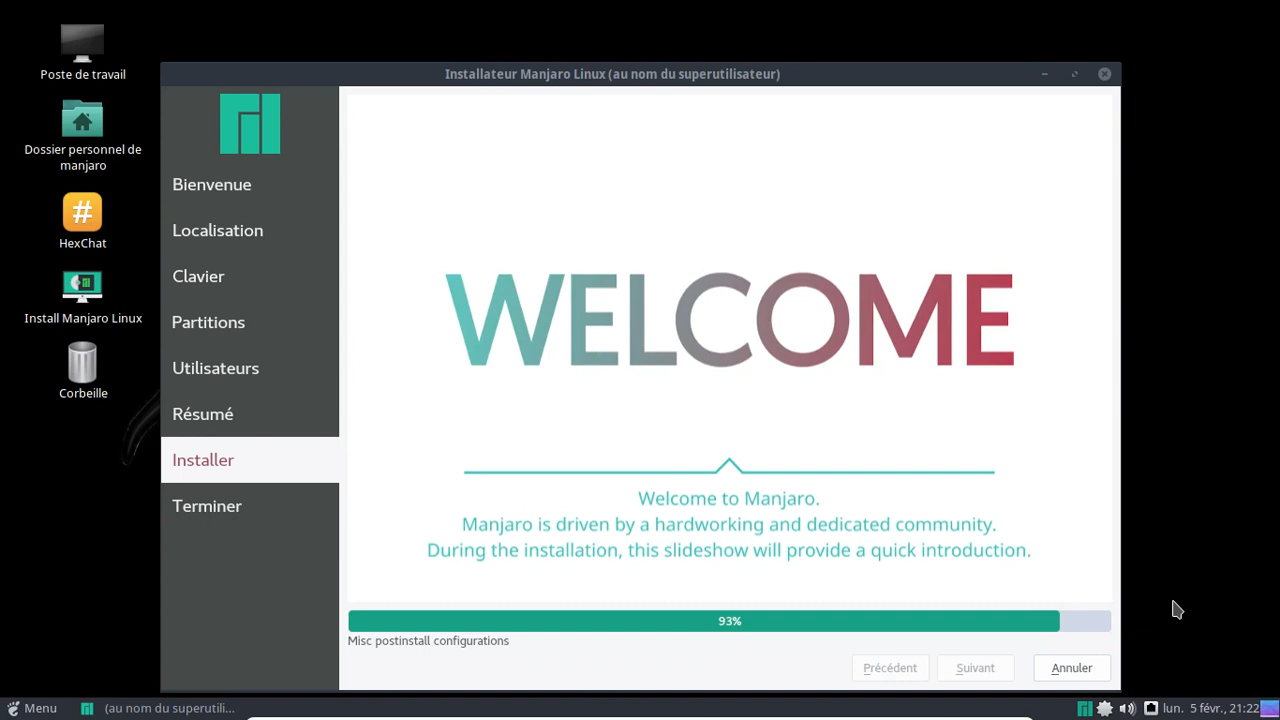 Poste de travail
Dossier personnel de
manjaro
HexChat
Install Manjaro Linux
Corbeille
Installateur Manjaro Linux (au nom du superutilisateur)
Bienvenue
Localisation
Clavier
Partitions
Utilisateurs
Résumé
Installer
Terminer
WELCOME
Welcome to Manjaro.
Manjaro is driven by a hardworking and dedicated community.
During the installation, this slideshow will provide a quick introduction.
93%
Misc postinstall configurations
Précédent
Suivant
Annuler
Menu
(au nom du superutili...
lun. 5 févr., 21:22